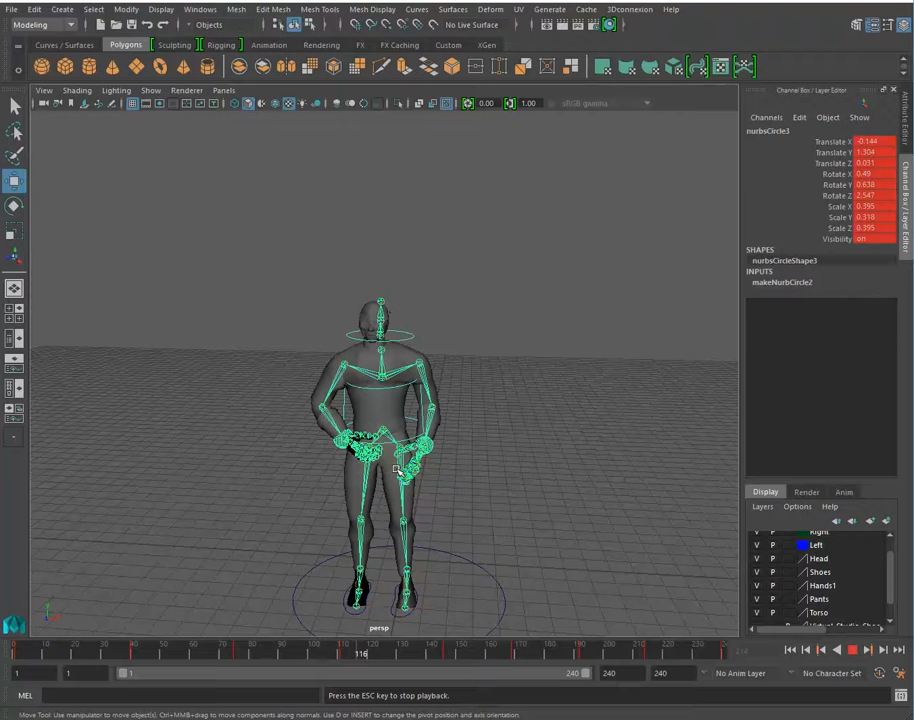 File Edit Create Select Modify Display Windows Mesh Edit Mesh Mesh Tools Mesh Display Curves Surfaces Deform UV Generate Cache 3Dconnexion Help
Modeling Objects No Live Surface
Curves / Surfaces Polygons Sculpting Rigging Animation Rendering FX FX Caching Custom XGen
View Shading Lighting Show Renderer Panels
0.00 1.00 sRGB gamma
Channel Box / Layer Editor
Channels Edit Object Show
nurbsCircle3
Translate X -0.144
Translate Y 1.304
Translate Z 0.031
Rotate X 0.49
Rotate Y 0.638
Rotate Z 2.547
Scale X 0.395
Scale Y 0.318
Scale Z 0.395
Visibility on
SHAPES
nurbsCircleShape3
INPUTS
makeNurbCircle2
Attribute Editor
Channel Box / Layer Editor
Display Render Anim
Layers Options Help
Right
V P Left
V P Head
V P Shoes
V P Hands1
V P Pants
V P Torso
persp
10 20 30 40 50 60 70 80 90 100 110 116 120 130 140 150 160 170 180 190 200 210 220 230 24
1 1 1 240 240 240 No Anim Layer No Character Set
MEL Press the ESC key to stop playback.
Move Tool: Use manipulator to move object(s). Ctrl+MMB+drag to move components along normals. Use D or INSERT to change the pivot position and axis orientation.